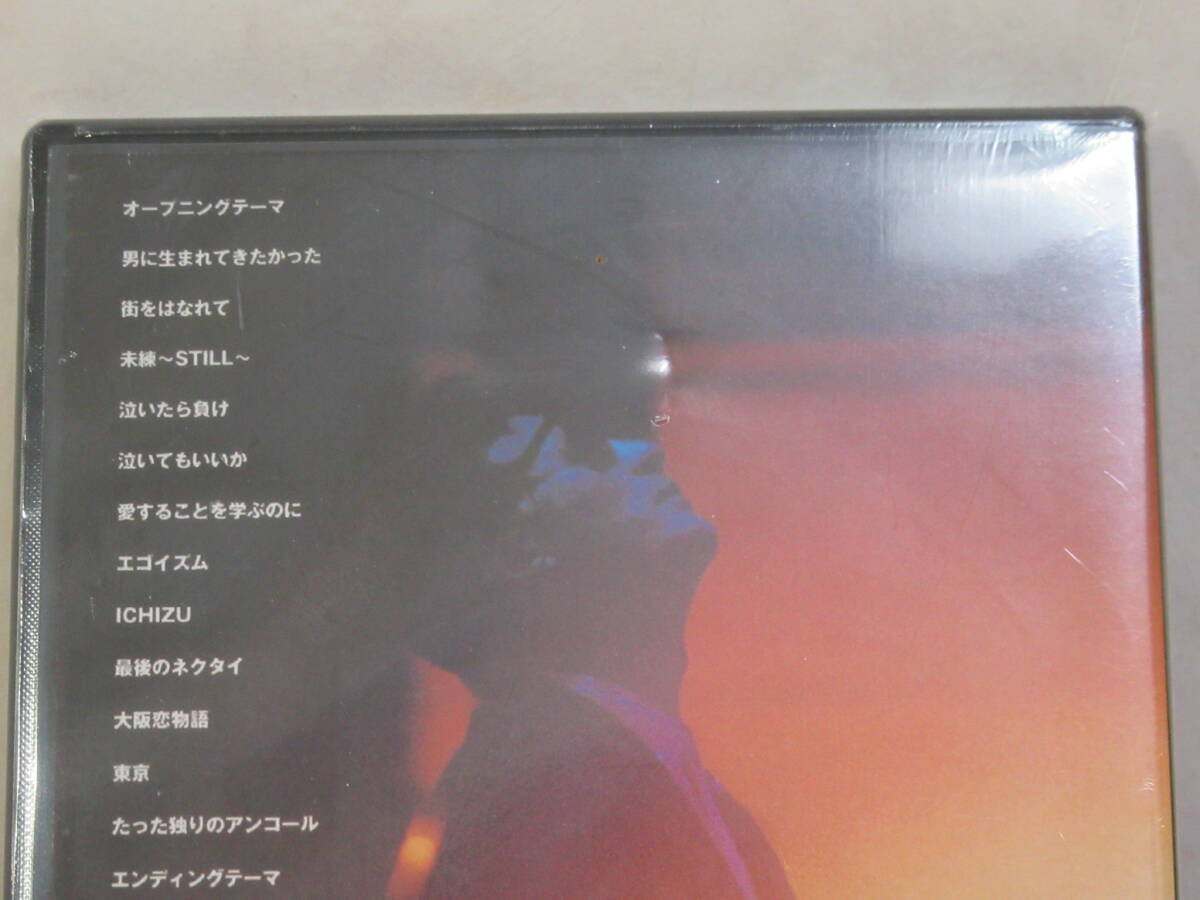 オープニングテーマ
男に生まれてきたかった
街をはなれて
未練～STILL～
泣いたら負け
泣いてもいいか
愛することを学ぶのに
エゴイズム
ICHIZU
最後のネクタイ
大阪恋物語
東京
たった独りのアンコール
エンディングテーマ